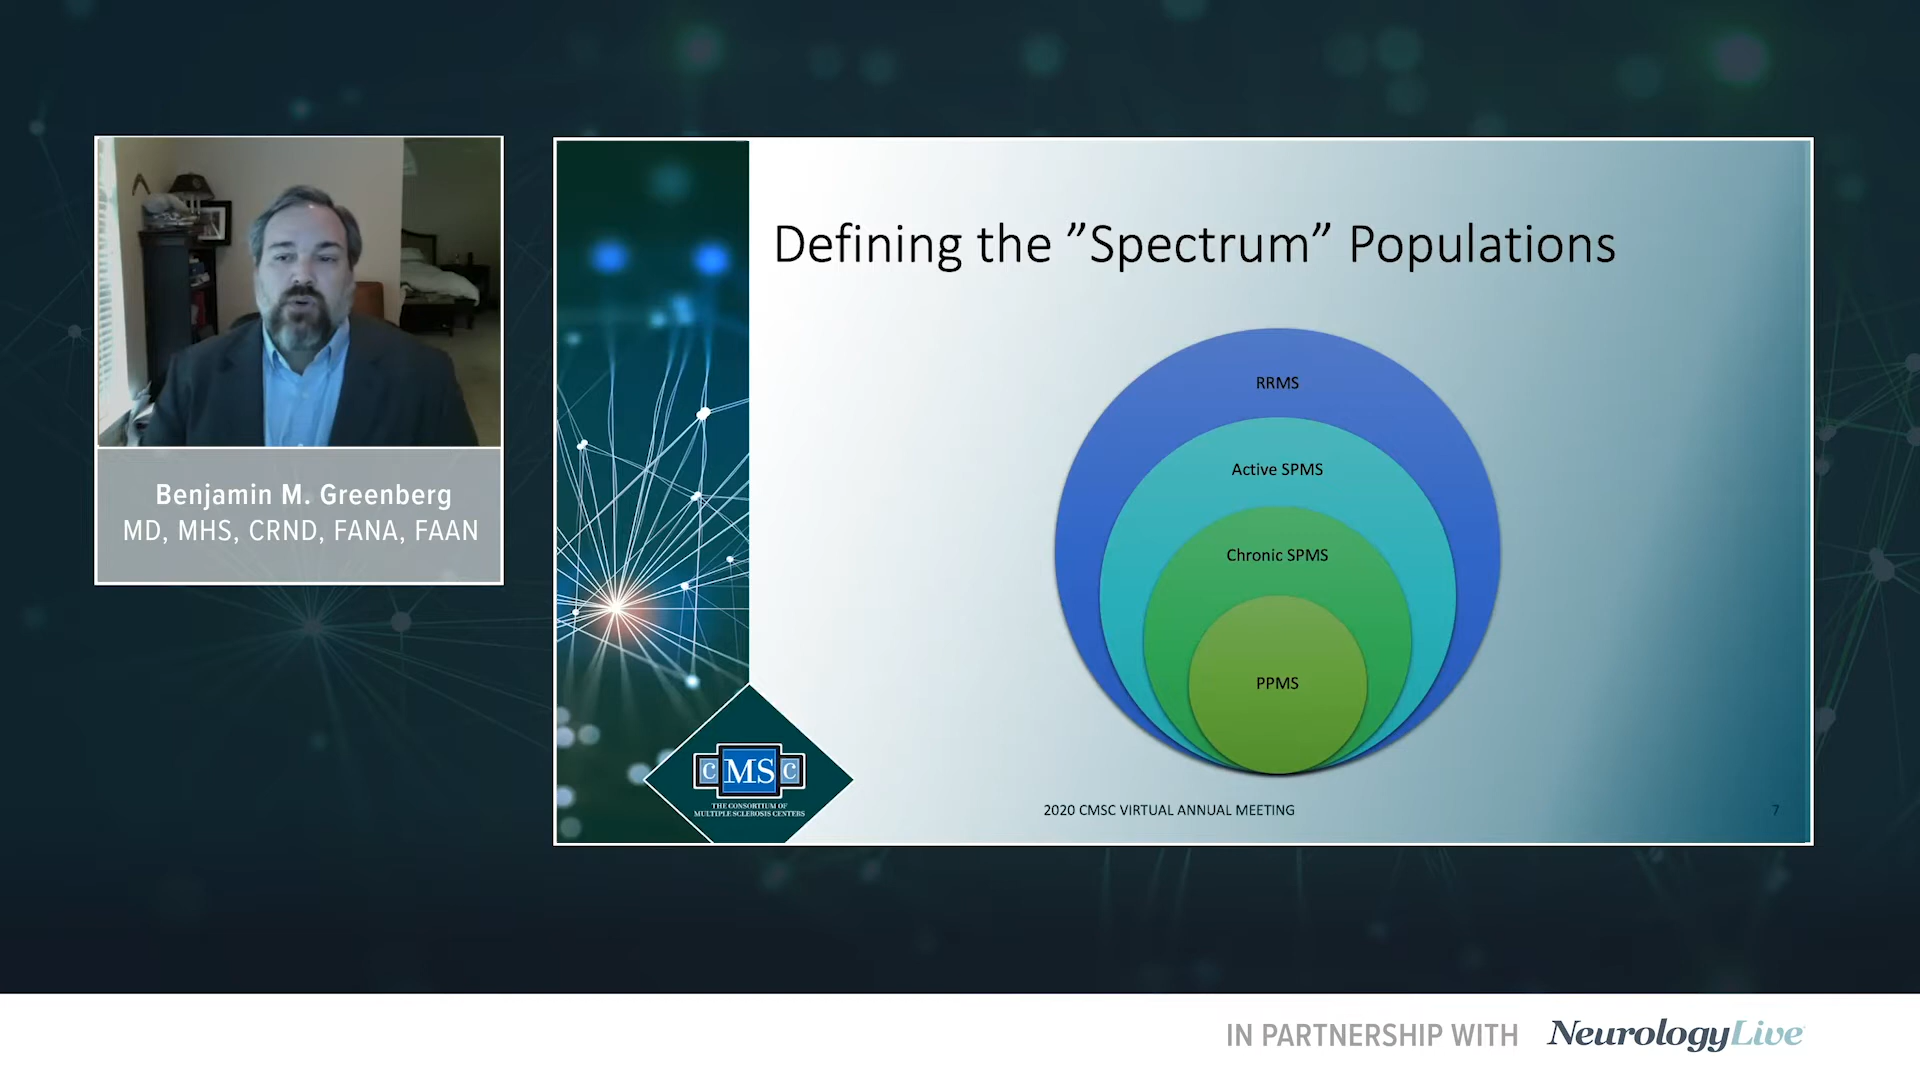 Benjamin M. Greenberg
MD, MHS, CRND, FANA, FAAN
Defining the ”Spectrum” Populations
RRMS
Active SPMS
Chronic SPMS
PPMS
CMSC
THE CONSORTIUM OF
MULTIPLE SCLEROSIS CENTERS
2020 CMSC VIRTUAL ANNUAL MEETING
7
IN PARTNERSHIP WITH NeurologyLive